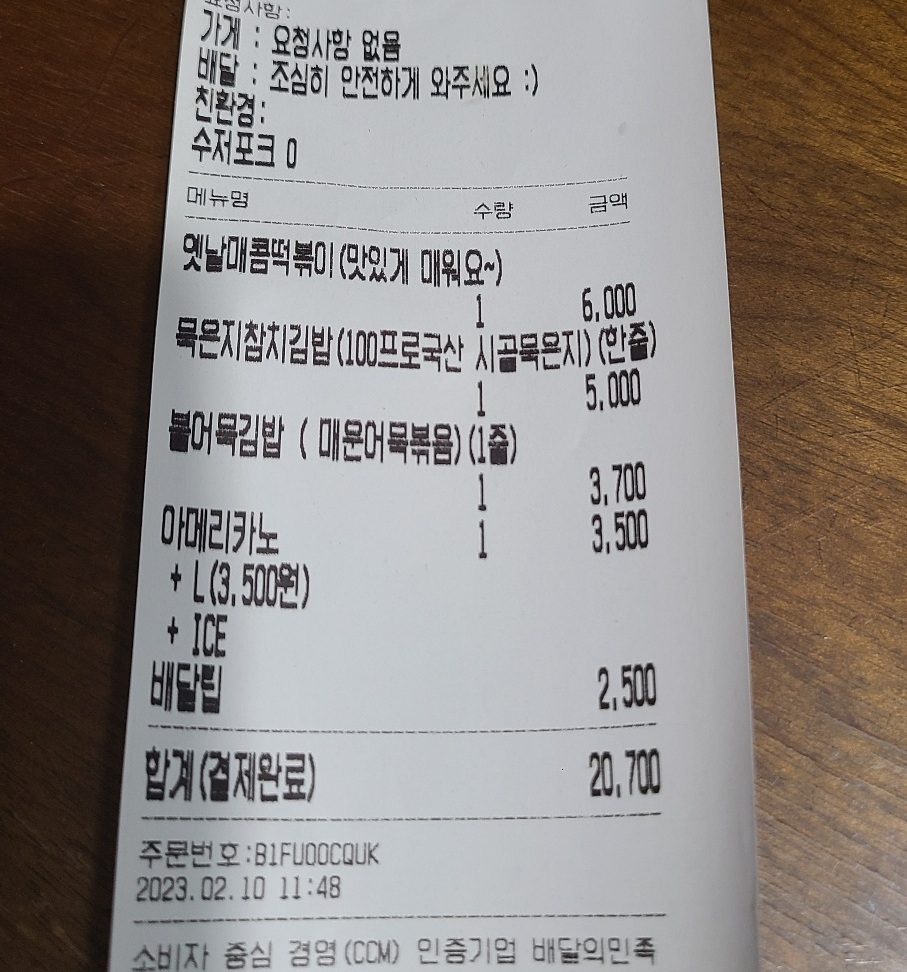 요청사항:
가게 : 요청사항 없음
배달 : 조심히 안전하게 와주세요 :)
친환경:
수저포크 0
메뉴명 수량 금액
옛날매콤떡볶이(맛있게 매워요~)
1 6,000
묵은지참치김밥(100프로국산 시골묵은지)(한줄)
1 5,000
불어묵김밥 ( 매운어묵볶음)(1줄)
1 3,700
아메리카노 1 3,500
+ L(3,500원)
+ ICE
배달팁 2,500
합계(결제완료) 20,700
주문번호:B1FU00CQUK
2023.02.10 11:48
소비자 중심 경영(CCM) 인증기업 배달의민족